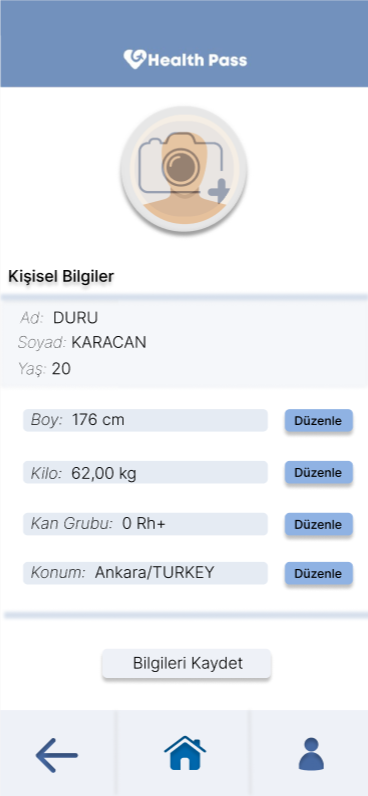 Health Pass
Kişisel Bilgiler
Ad: DURU
Soyad: KARACAN
Yaş: 20
Boy: 176 cm Düzenle
Kilo: 62,00 kg Düzenle
Kan Grubu: 0 Rh+ Düzenle
Konum: Ankara/TURKEY Düzenle
Bilgileri Kaydet